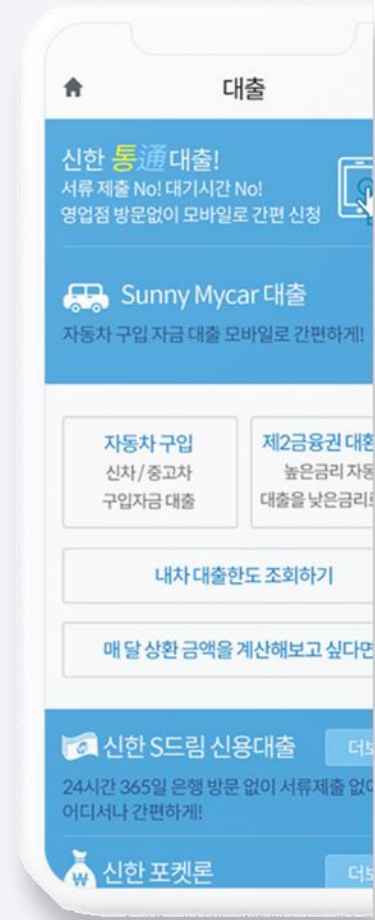 대출
신한 통通대출!
서류 제출 No! 대기시간 No!
영업점 방문없이 모바일로 간편 신청
Sunny Mycar 대출
자동차 구입 자금 대출 모바일로 간편하게!
자동차 구입
신차/중고차
구입자금 대출
제2금융권 대환
높은금리 자동
대출을 낮은금리
내차 대출한도 조회하기
매 달 상환 금액을 계산해보고 싶다면
신한 S드림 신용대출
24시간 365일 은행 방문 없이 서류제출 없
어디서나 간편하게!
신한 포켓론